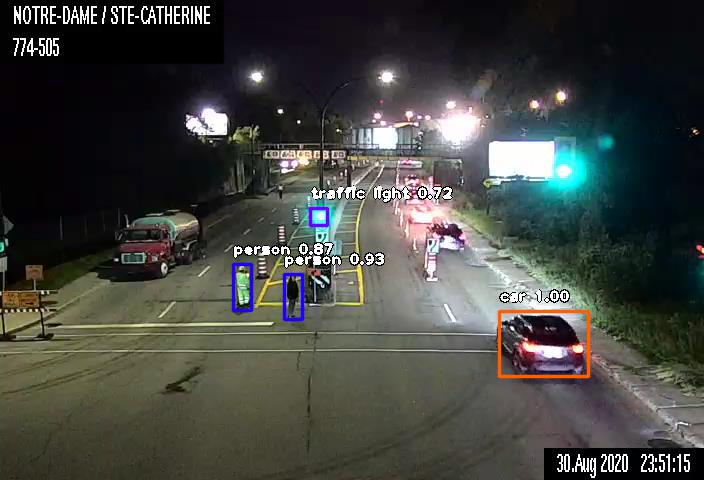 NOTRE-DAME / STE-CATHERINE
774-505
traffic light 0.72
person 0.87
person 0.93
car 1.00
30.Aug 2020 23:51:15